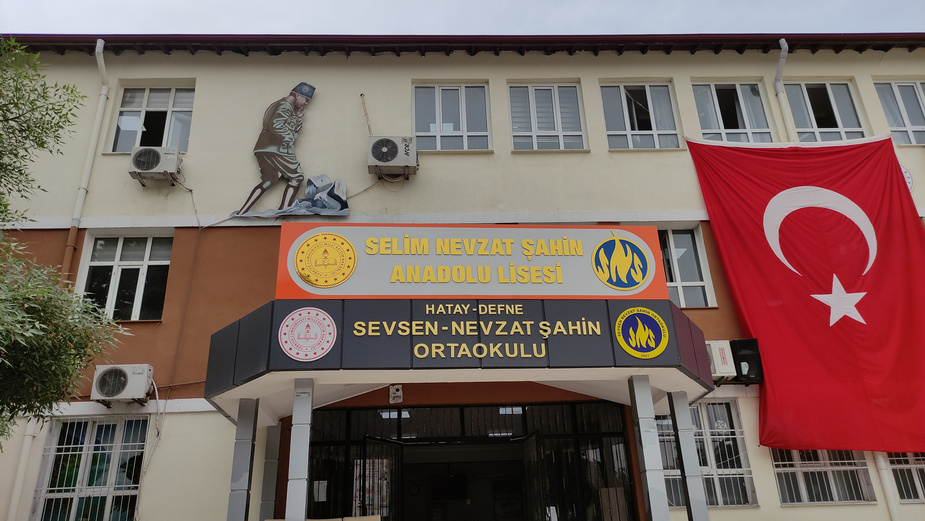 SELİM NEVZAT ŞAHİN
ANADOLU LİSESİ
HATAY-DEFNE
SEVSEN-NEVZAT ŞAHİN
ORTAOKULU